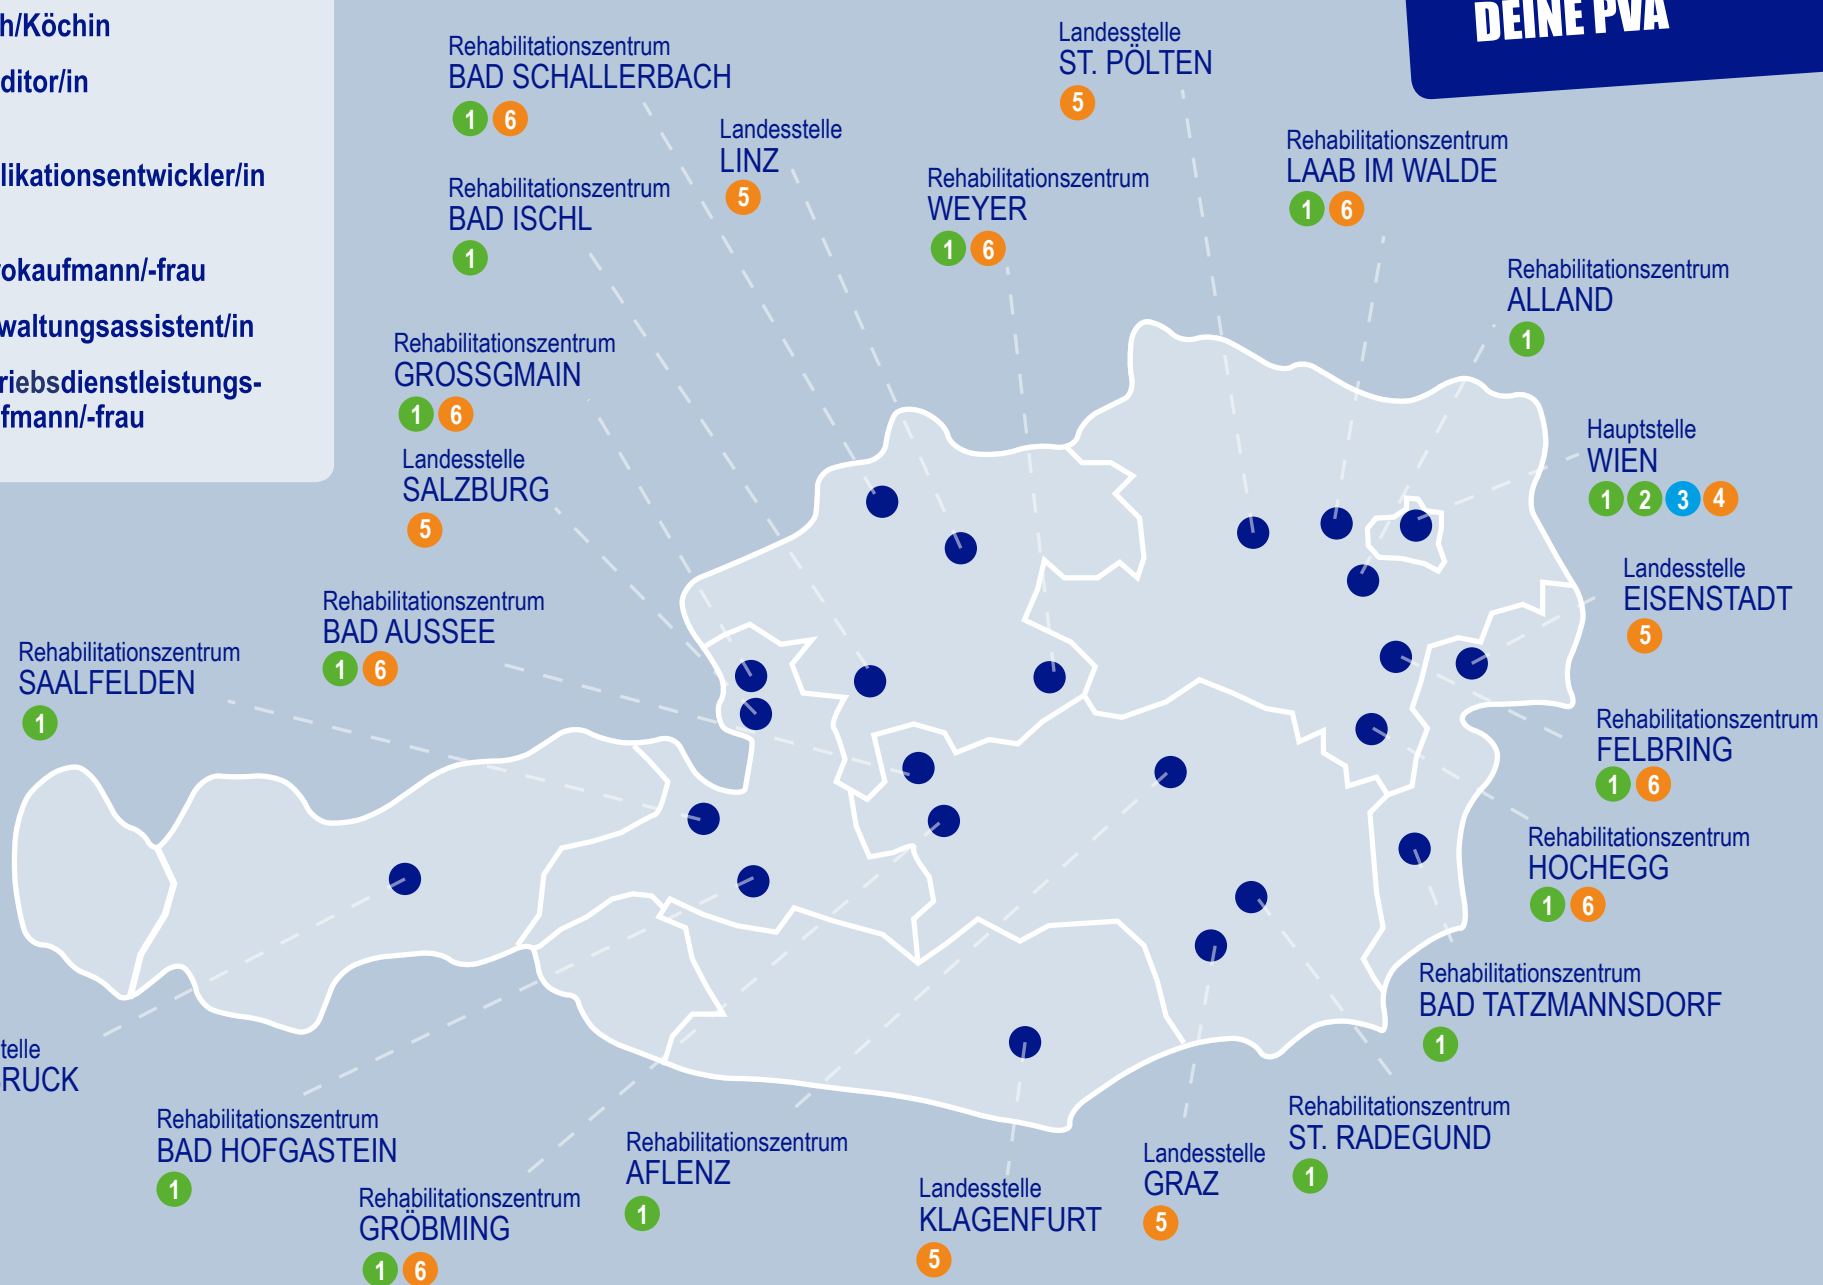 h/Köchin
ditor/in
likationsentwickler/in
okaufmann/-frau
waltungsassistent/in
riebsdienstleistungs-
fmann/-frau
DEINE PVA
Rehabilitationszentrum
BAD SCHALLERBACH
1 6
Landesstelle
LINZ
5
Rehabilitationszentrum
BAD ISCHL
1
Landesstelle
ST. PÖLTEN
5
Rehabilitationszentrum
WEYER
1 6
Rehabilitationszentrum
LAAB IM WALDE
1 6
Rehabilitationszentrum
ALLAND
1
Rehabilitationszentrum
GROSSGMAIN
1 6
Landesstelle
SALZBURG
5
Hauptstelle
WIEN
1 2 3 4
Landesstelle
EISENSTADT
5
Rehabilitationszentrum
BAD AUSSEE
1 6
Rehabilitationszentrum
SAALFELDEN
1
Rehabilitationszentrum
FELBRING
1 6
Rehabilitationszentrum
HOCHEGG
1 6
Rehabilitationszentrum
BAD TATZMANNSDORF
1
telle
RUCK
Rehabilitationszentrum
BAD HOFGASTEIN
1
Rehabilitationszentrum
GRÖBMING
1 6
Rehabilitationszentrum
AFLENZ
1
Landesstelle
KLAGENFURT
5
Landesstelle
GRAZ
5
Rehabilitationszentrum
ST. RADEGUND
1